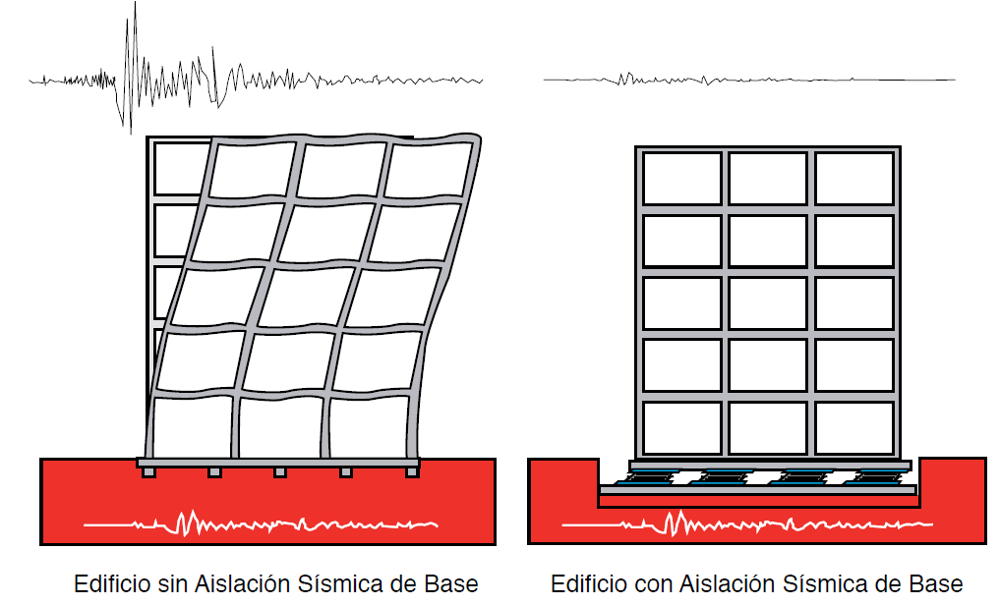 Edificio sin Aislación Sísmica de Base
Edificio con Aislación Sísmica de Base